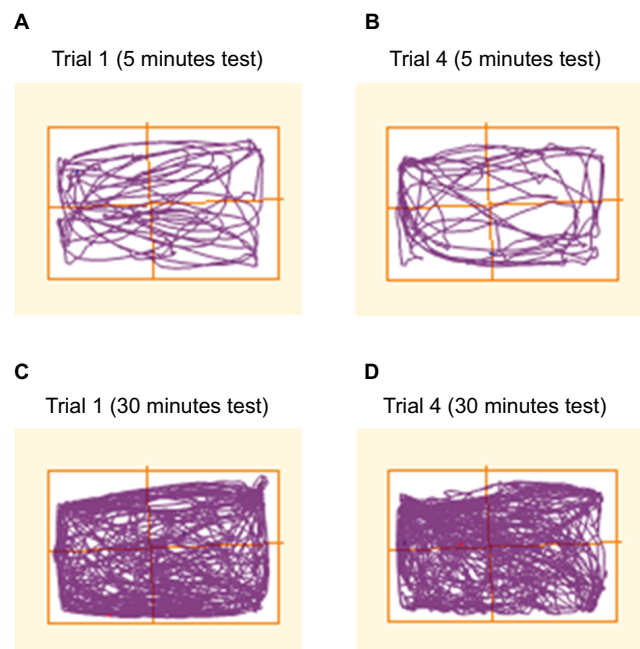 A
Trial 1 (5 minutes test)
B
Trial 4 (5 minutes test)
C
Trial 1 (30 minutes test)
D
Trial 4 (30 minutes test)